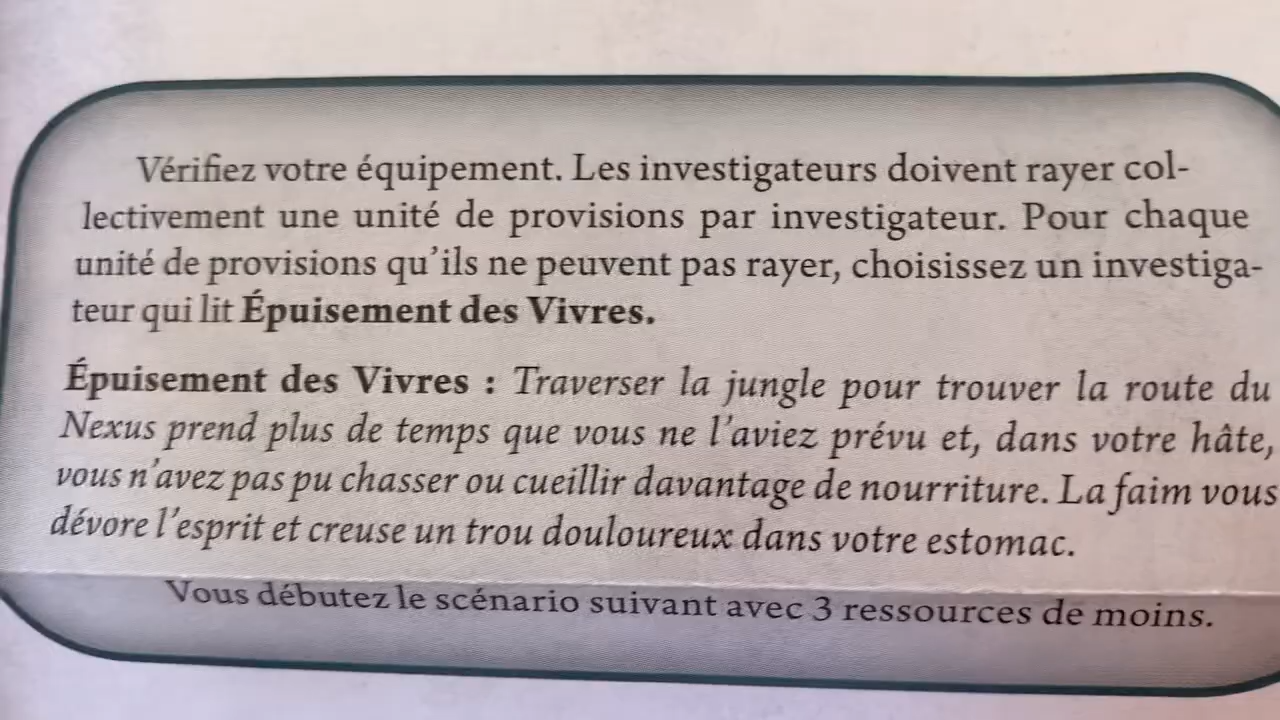 Vérifiez votre équipement. Les investigateurs doivent rayer col-
lectivement une unité de provisions par investigateur. Pour chaque
unité de provisions qu'ils ne peuvent pas rayer, choisissez un investiga-
teur qui lit Épuisement des Vivres.
Épuisement des Vivres : Traverser la jungle pour trouver la route du
Nexus prend plus de temps que vous ne l'aviez prévu et, dans votre hâte,
vous n'avez pas pu chasser ou cueillir davantage de nourriture. La faim vous
dévore l'esprit et creuse un trou douloureux dans votre estomac.
Vous débutez le scénario suivant avec 3 ressources de moins.